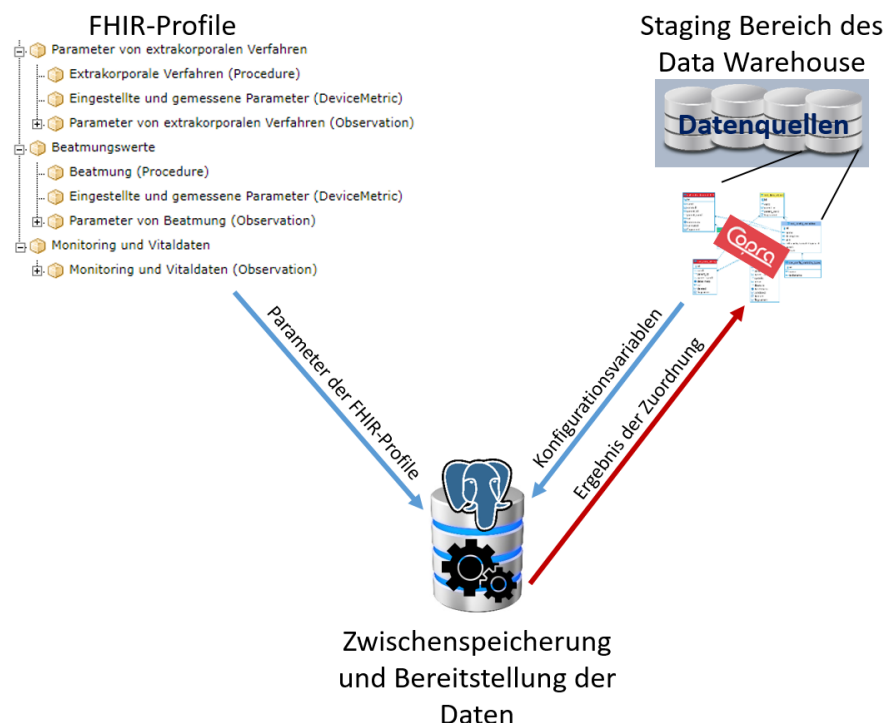 FHIR-Profile
Parameter von extrakorporalen Verfahren
Extrakorporale Verfahren (Procedure)
Eingestellte und gemessene Parameter (DeviceMetric)
Parameter von extrakorporalen Verfahren (Observation)
Beatmungswerte
Beatmung (Procedure)
Eingestellte und gemessene Parameter (DeviceMetric)
Parameter von Beatmung (Observation)
Monitoring und Vitaldaten
Monitoring und Vitaldaten (Observation)
Staging Bereich des
Data Warehouse
Datenquellen
Copra
Parameter der FHIR-Profile
Konfigurationsvariablen
Ergebnis der Zuordnung
Zwischenspeicherung
und Bereitstellung der
Daten